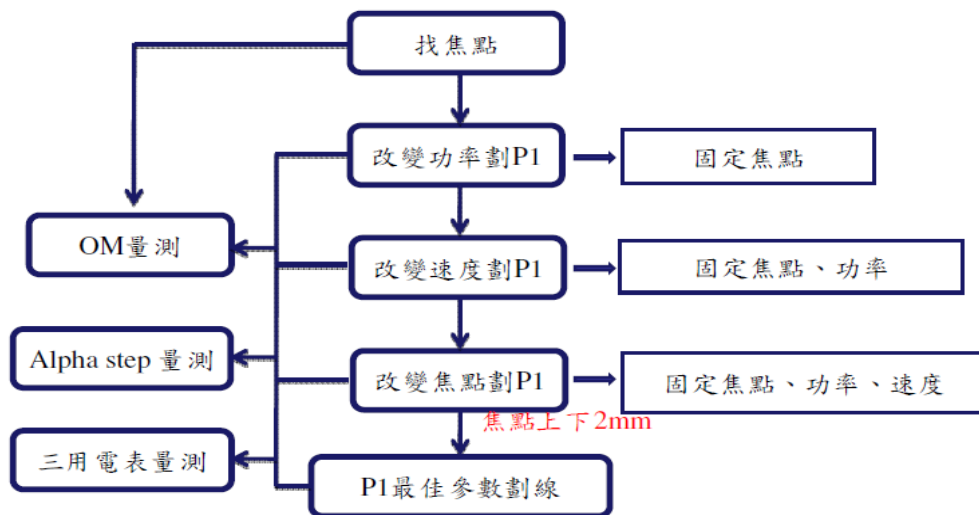 找焦點
改變功率劃P1
固定焦點
OM量測
改變速度劃P1
固定焦點、功率
Alpha step 量測
改變焦點劃P1
固定焦點、功率、速度
焦點上下2mm
三用電表量測
P1最佳參數劃線